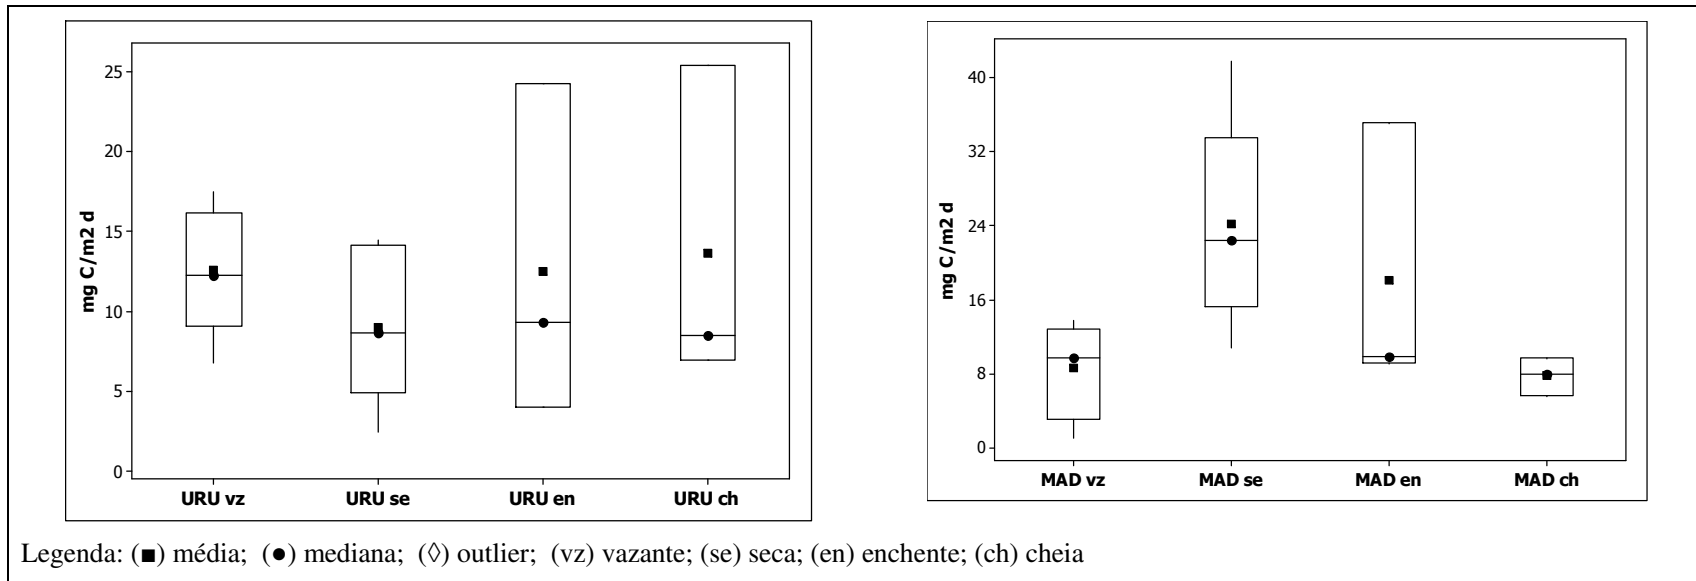 mg C/m2 d
25
20
15
10
5
0
URU vz URU se URU en URU ch
mg C/m2 d
40
32
24
16
8
0
MAD vz MAD se MAD en MAD ch
Legenda: (■) média; (●) mediana; (◊) outlier; (vz) vazante; (se) seca; (en) enchente; (ch) cheia